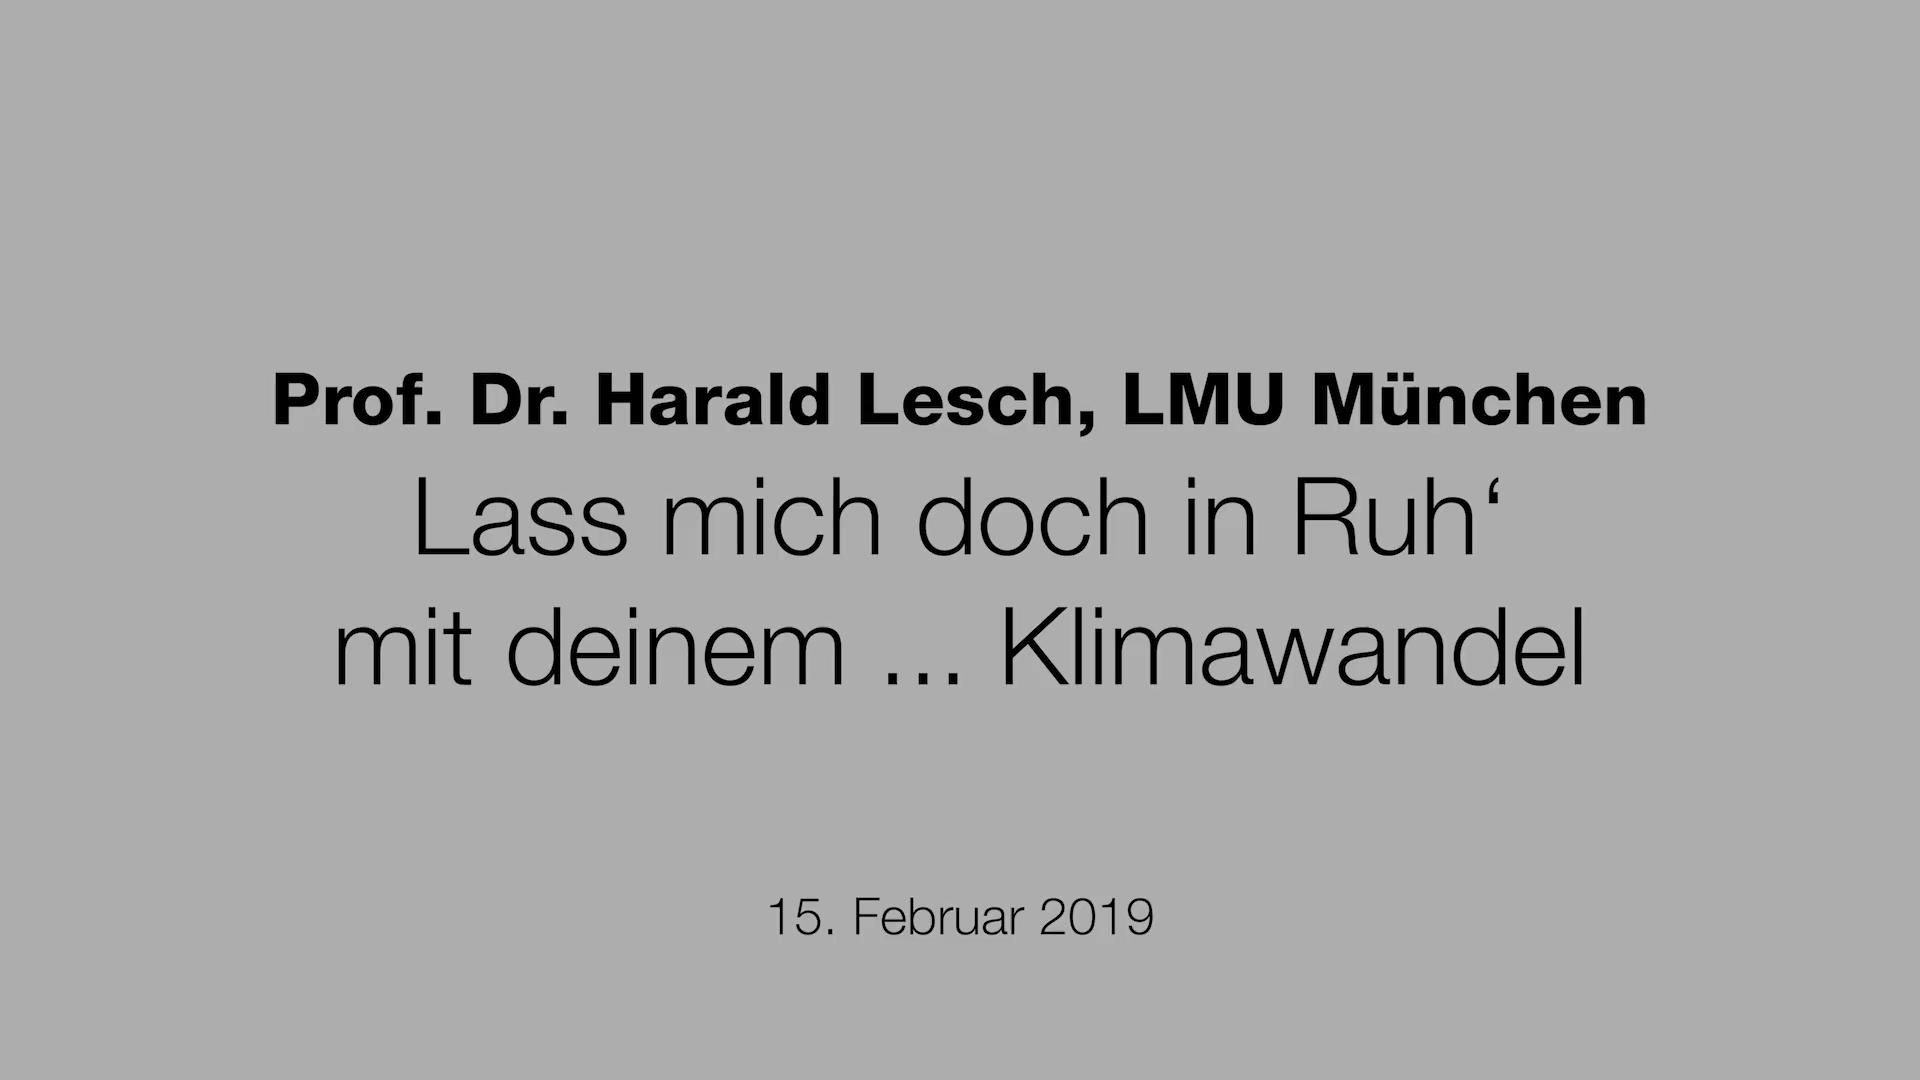 Prof. Dr. Harald Lesch, LMU München
Lass mich doch in Ruh‘
mit deinem ... Klimawandel
15. Februar 2019